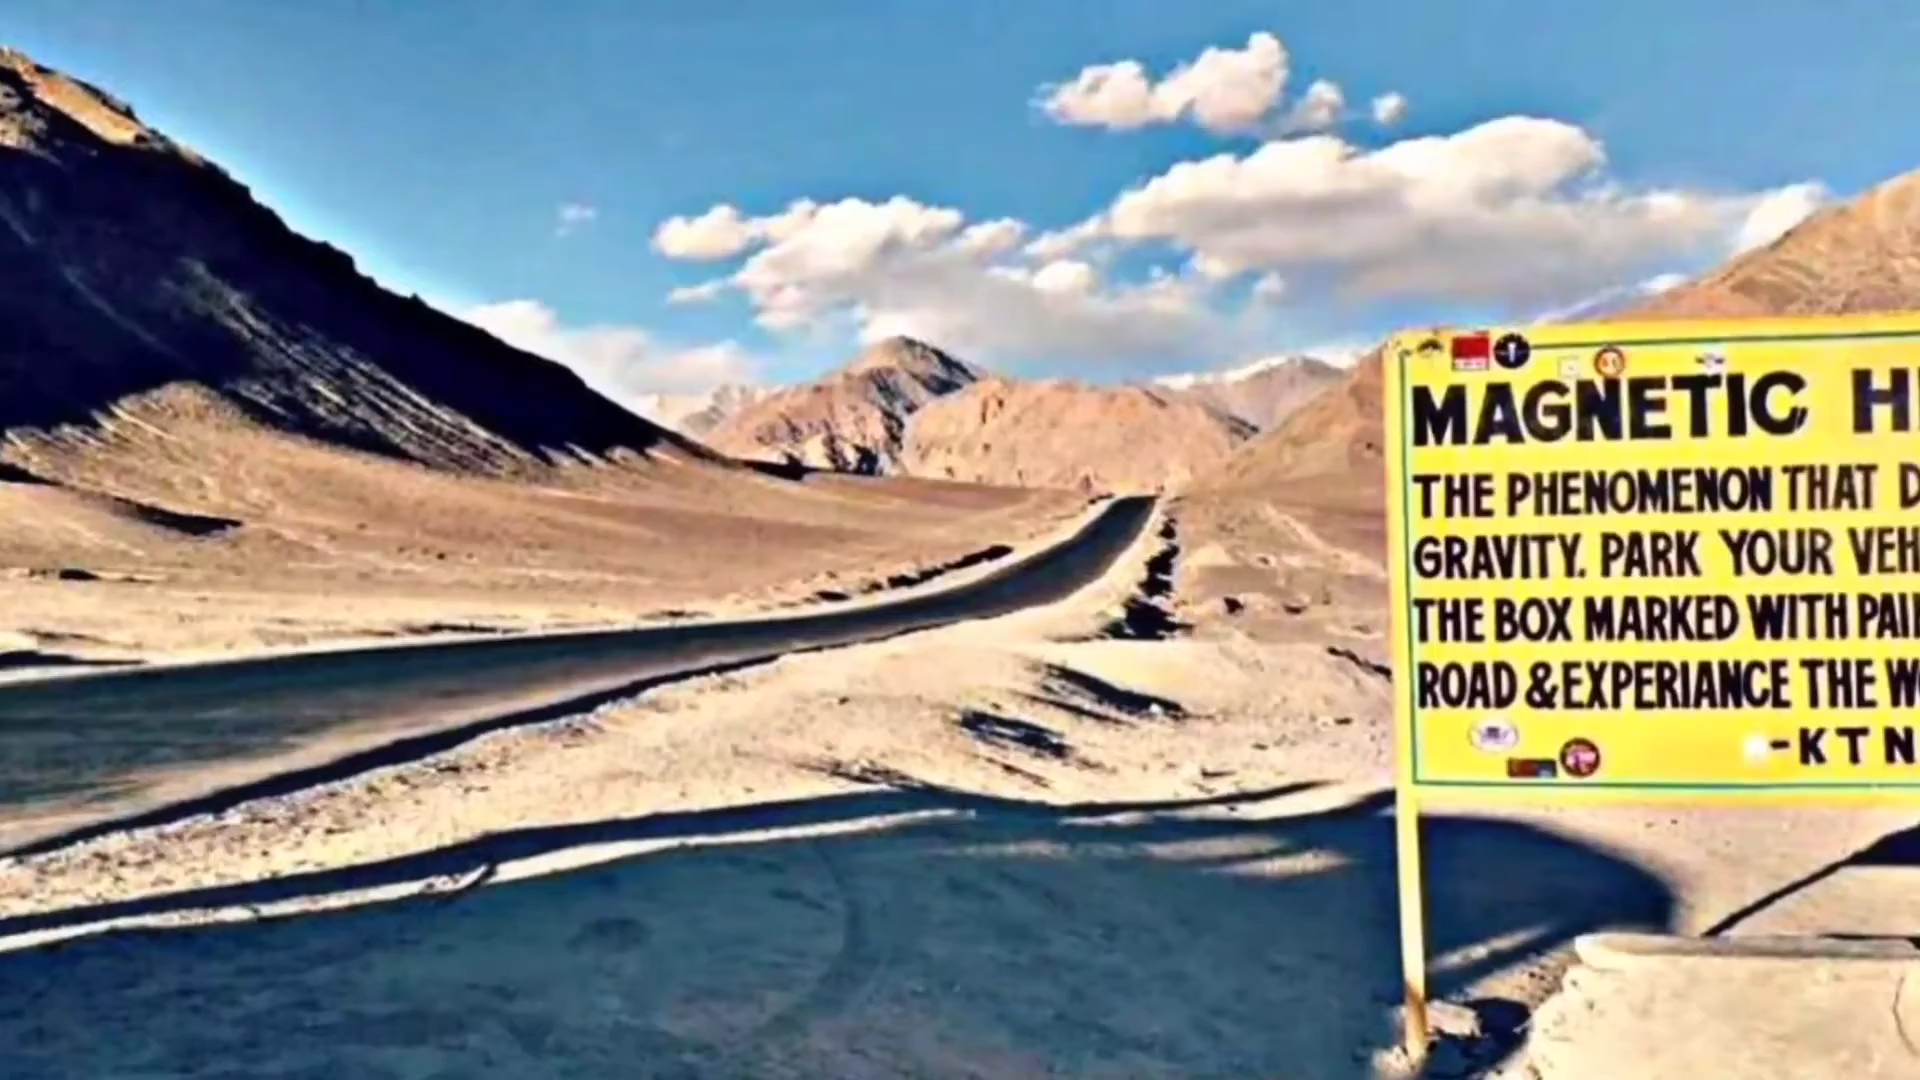 MAGNETIC H
THE PHENOMENON THAT D
GRAVITY. PARK YOUR VEH
THE BOX MARKED WITH PAI
ROAD & EXPERIANCE THE W
-KTN